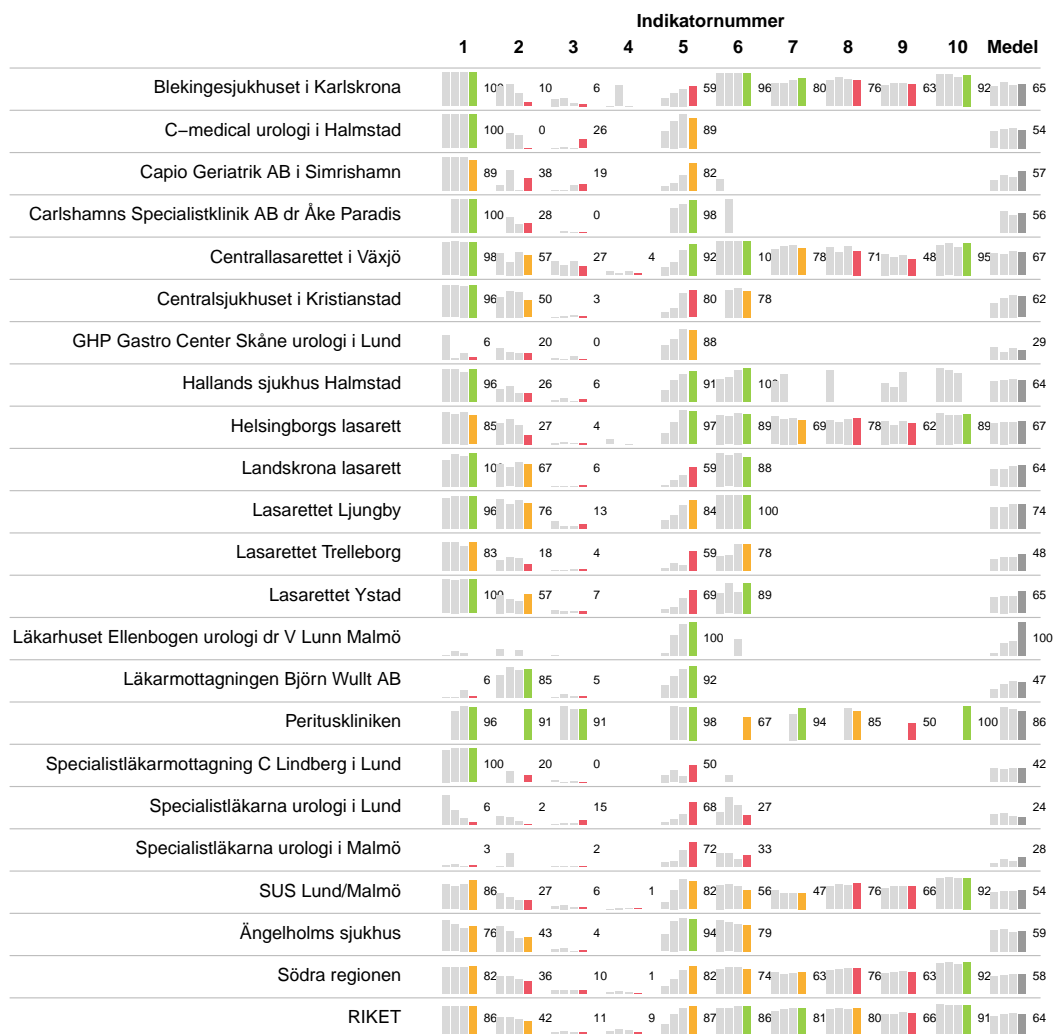 Indikatornummer
1 2 3 4 5 6 7 8 9 10 Medel
Blekingesjukhuset i Karlskrona 100 10 6 59 96 80 76 63 92 65
C−medical urologi i Halmstad 100 0 26 89 54
Capio Geriatrik AB i Simrishamn 89 38 19 82 57
Carlshamns Specialistklinik AB dr Åke Paradis 100 28 0 98 56
Centrallasarettet i Växjö 98 57 27 4 92 10 78 71 48 95 67
Centralsjukhuset i Kristianstad 96 50 3 80 78 62
GHP Gastro Center Skåne urologi i Lund 6 20 0 88 29
Hallands sjukhus Halmstad 96 26 6 91 100 64
Helsingborgs lasarett 85 27 4 97 89 69 78 62 89 67
Landskrona lasarett 100 67 6 59 88 64
Lasarettet Ljungby 96 76 13 84 100 74
Lasarettet Trelleborg 83 18 4 59 78 48
Lasarettet Ystad 100 57 7 69 89 65
Läkarhuset Ellenbogen urologi dr V Lunn Malmö 100 100
Läkarmottagningen Björn Wullt AB 6 85 5 92 47
Perituskliniken 96 91 91 98 67 94 85 50 100 86
Specialistläkarmottagning C Lindberg i Lund 100 20 0 50 42
Specialistläkarna urologi i Lund 6 2 15 68 27 24
Specialistläkarna urologi i Malmö 3 2 72 33 28
SUS Lund/Malmö 86 27 6 1 82 56 47 76 66 92 54
Ängelholms sjukhus 76 43 4 94 79 59
Södra regionen 82 36 10 1 82 74 63 76 63 92 58
RIKET 86 42 11 9 87 86 81 80 66 91 64